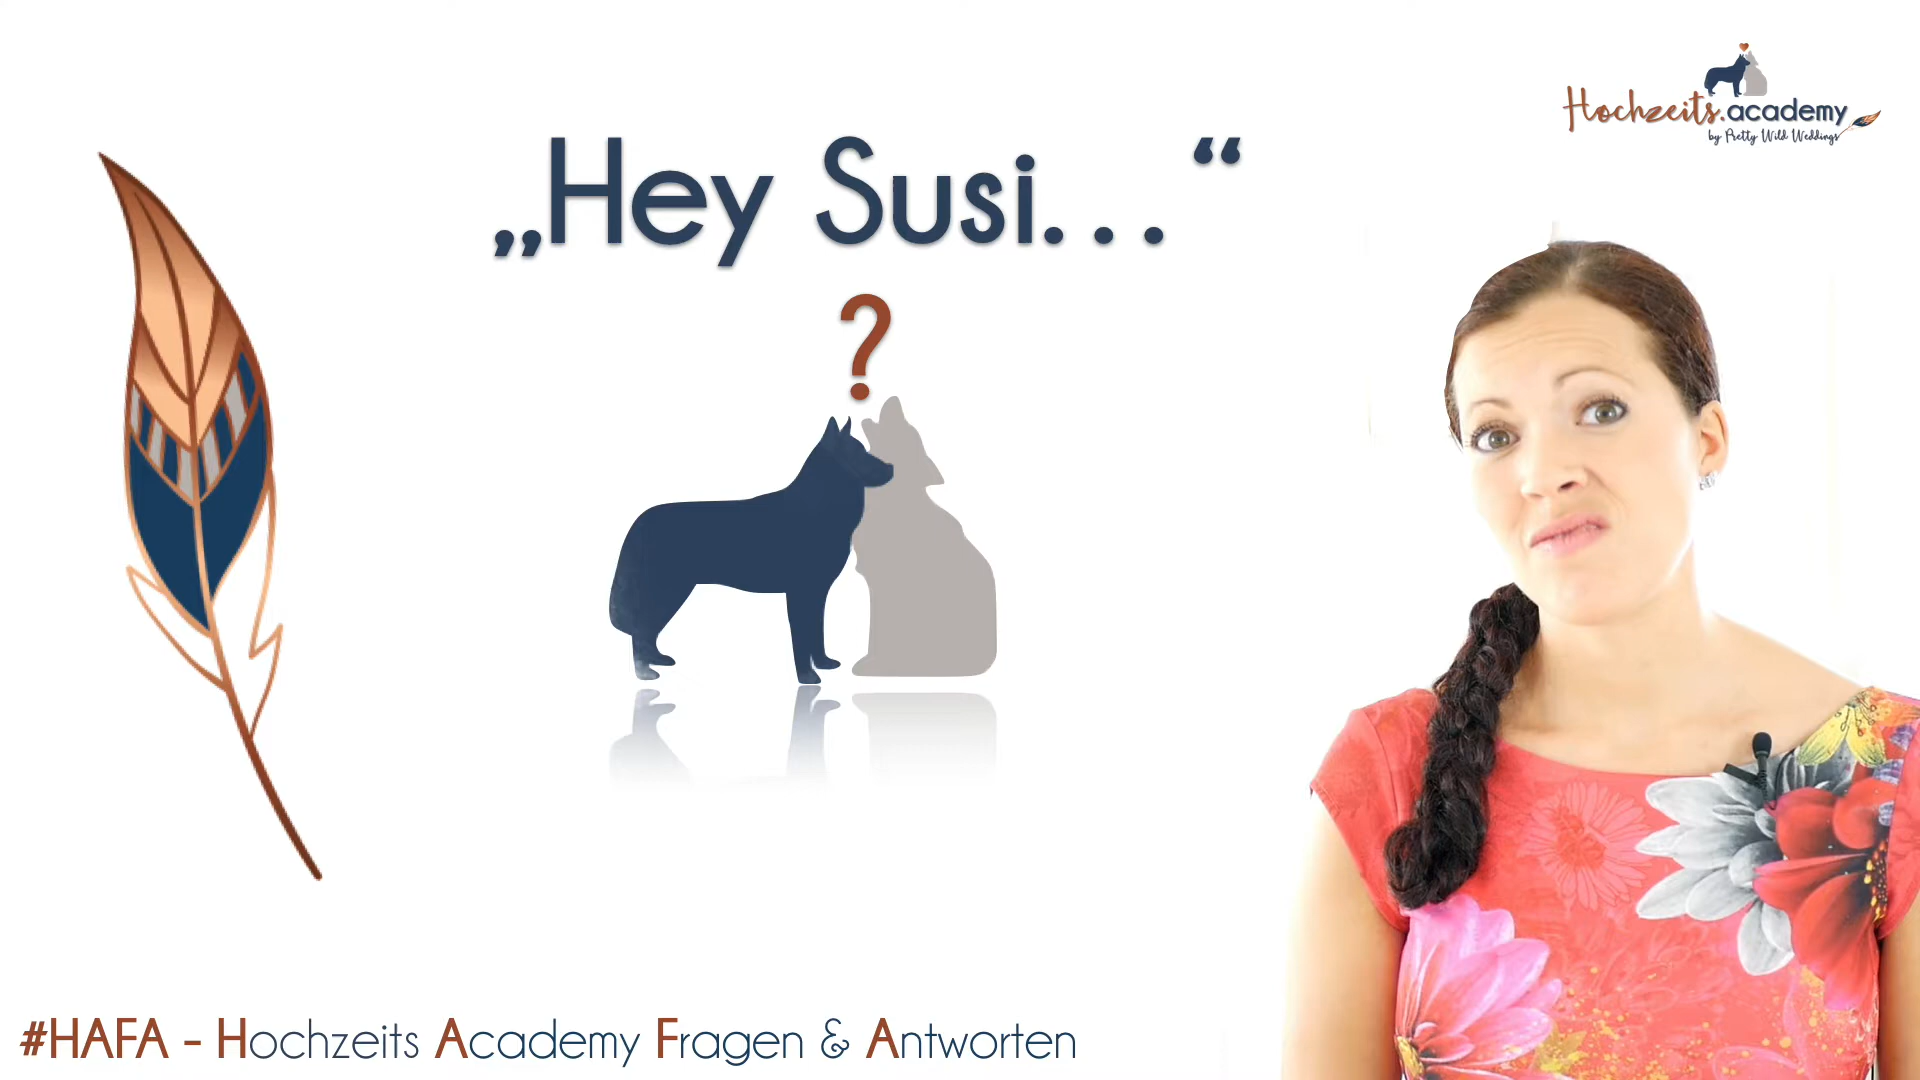 Hochzeits.academy
by Pretty Wild Weddings
„Hey Susi...“
?
#HAFA - Hochzeits Academy Fragen & Antworten